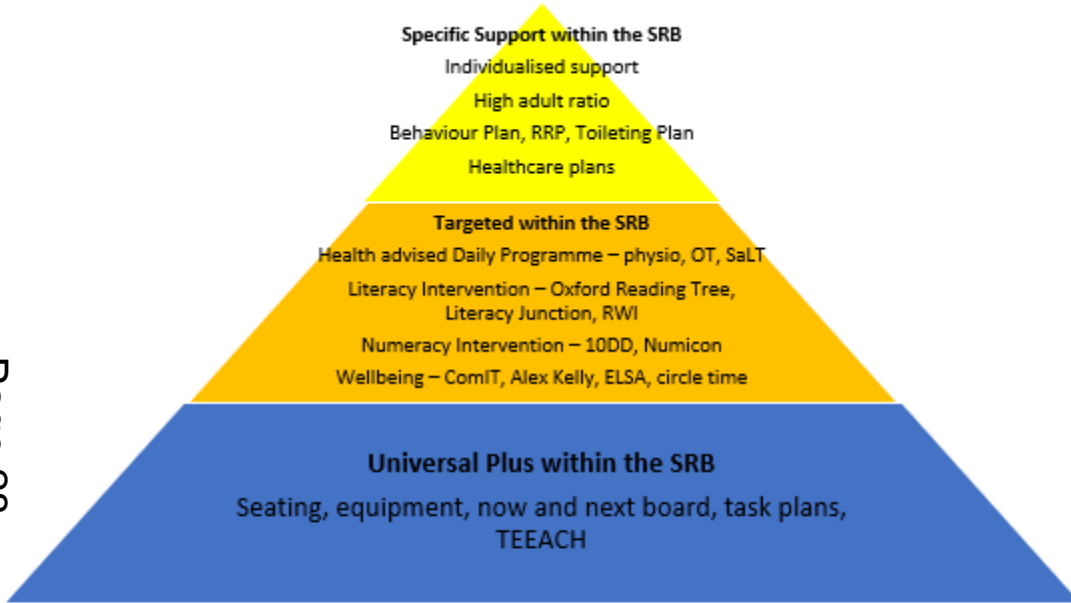 Specific Support within the SRB
Individualised support
High adult ratio
Behaviour Plan, RRP, Toileting Plan
Healthcare plans
Targeted within the SRB
Health advised Daily Programme – physio, OT, SaLT
Literacy Intervention – Oxford Reading Tree,
Literacy Junction, RWI
Numeracy Intervention – 10DD, Numicon
Wellbeing – ComIT, Alex Kelly, ELSA, circle time
Universal Plus within the SRB
Seating, equipment, now and next board, task plans,
TEEACH